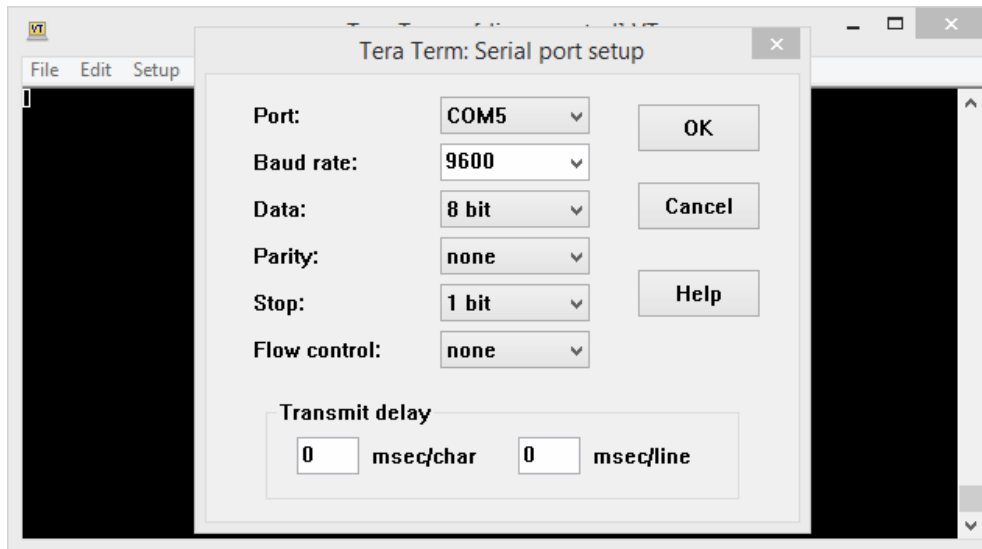 VT
Tera Term: Serial port setup
File Edit Setup
Port: COM5
OK
Baud rate: 9600
Data: 8 bit
Cancel
Parity: none
Stop: 1 bit
Help
Flow control: none
Transmit delay
0 msec/char 0 msec/line